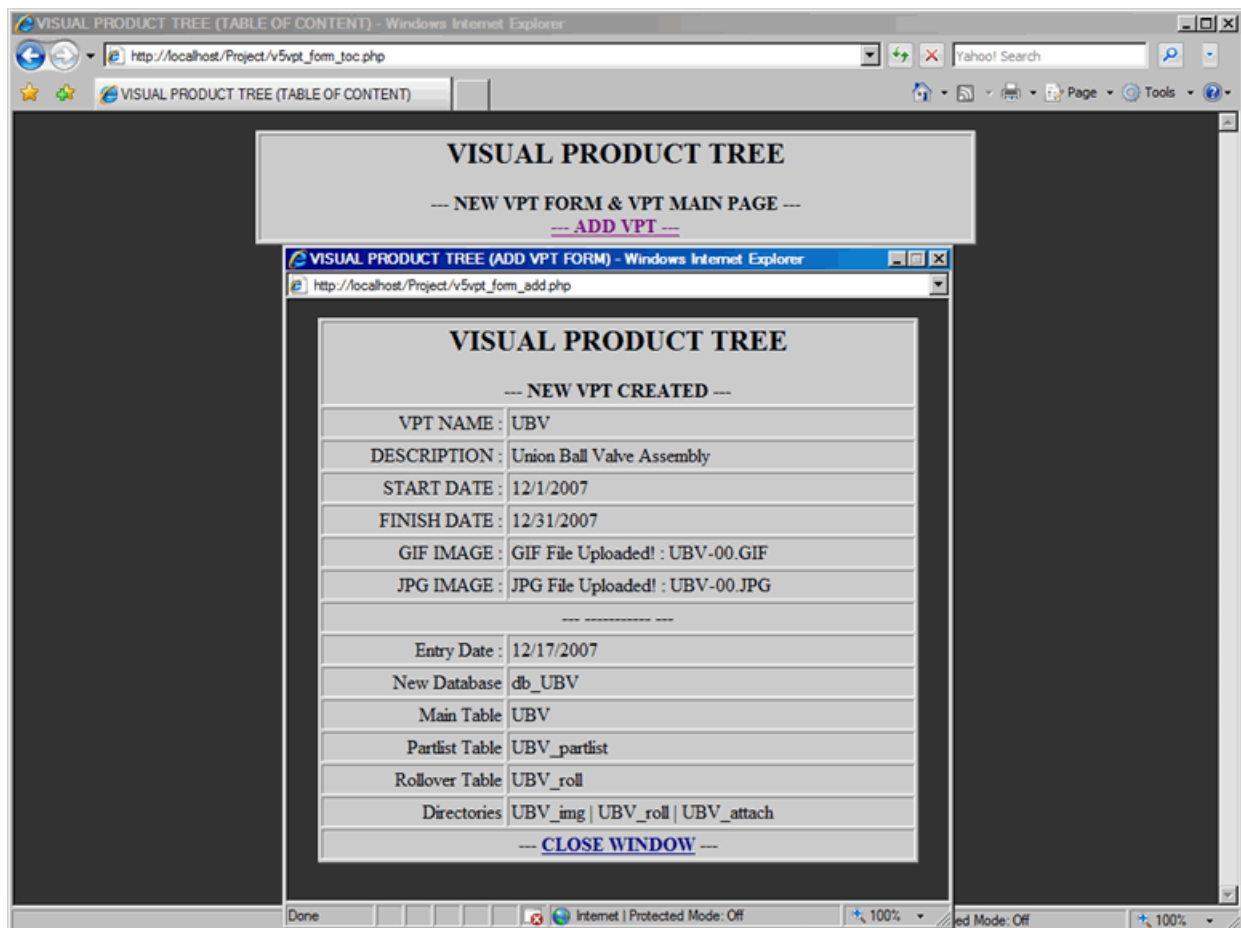 VISUAL PRODUCT TREE (TABLE OF CONTENT) - Windows Internet Explorer
http://localhost/Project/v5vpt_form_toc.php
Yahoo! Search
VISUAL PRODUCT TREE (TABLE OF CONTENT)
Page
Tools
VISUAL PRODUCT TREE
--- NEW VPT FORM & VPT MAIN PAGE ---
--- ADD VPT ---
VISUAL PRODUCT TREE (ADD VPT FORM) - Windows Internet Explorer
http://localhost/Project/v5vpt_form_add.php
VISUAL PRODUCT TREE
--- NEW VPT CREATED ---
VPT NAME : UBV
DESCRIPTION : Union Ball Valve Assembly
START DATE : 12/1/2007
FINISH DATE : 12/31/2007
GIF IMAGE : GIF File Uploaded! : UBV-00.GIF
JPG IMAGE : JPG File Uploaded! : UBV-00.JPG
--- ----------- ---
Entry Date : 12/17/2007
New Database db_UBV
Main Table UBV
Partlist Table UBV_partlist
Rollover Table UBV_roll
Directories UBV_img | UBV_roll | UBV_attach
--- CLOSE WINDOW ---
Done Internet | Protected Mode: Off 100%
ed Mode: Off 100%